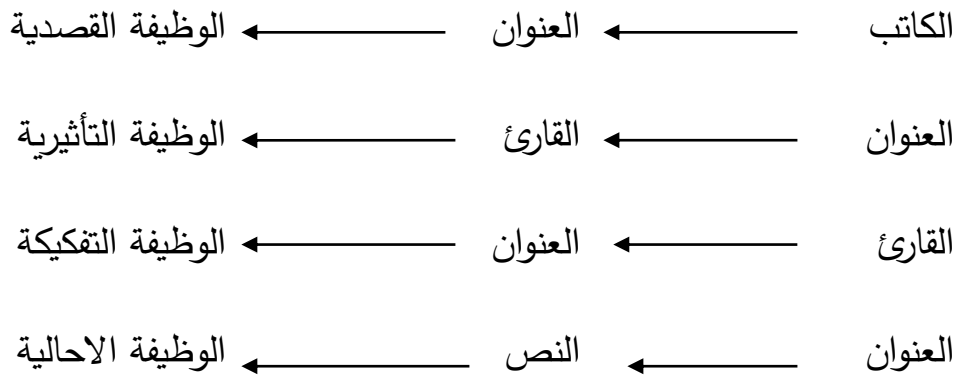 الكاتب العنوان الوظيفة القصدية
العنوان القارئ الوظيفة التأثيرية
القارئ العنوان الوظيفة التفكيكة
العنوان النص الوظيفة الاحالية